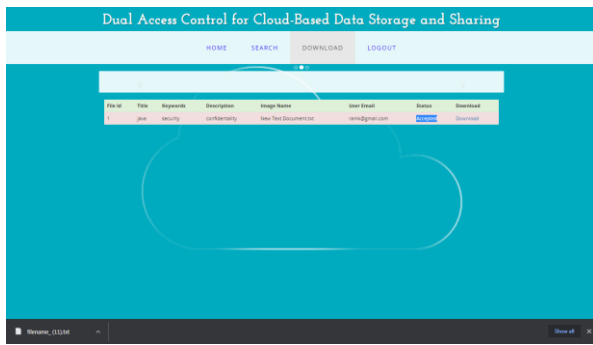 Dual Access Control for Cloud-Based Data Storage and Sharing
HOME SEARCH DOWNLOAD LOGOUT
File Id Title Keywords Description Image Name User Email Status Download
1 java security confidentiality New Text Document.txt Accepted Download
filename_ (11).txt Show all